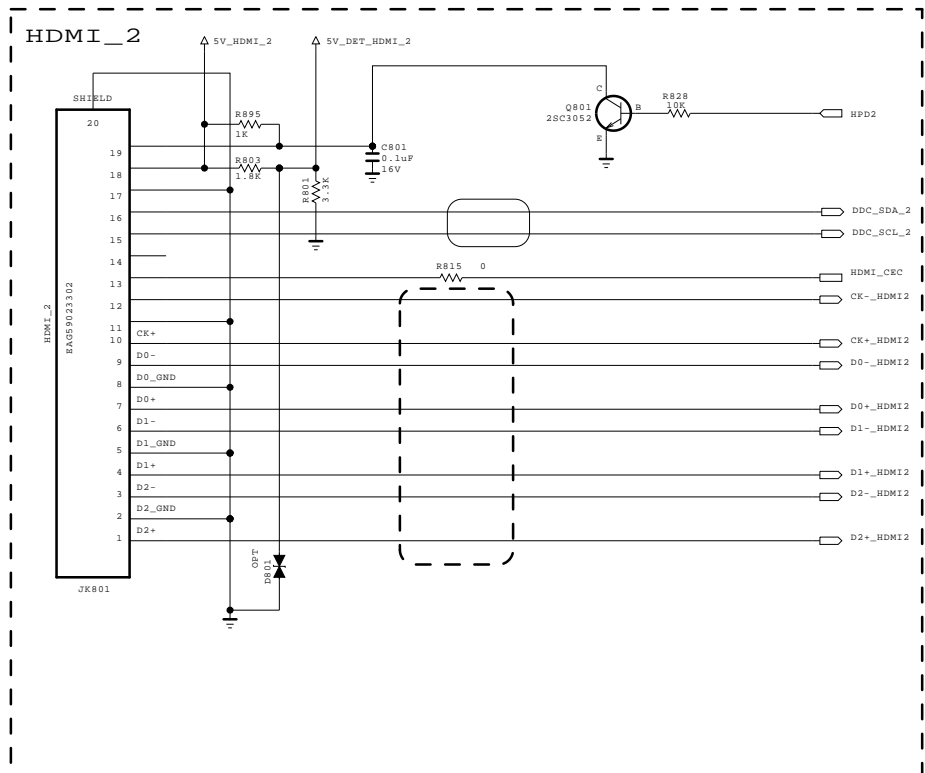 HDMI_2
5V_HDMI_2
5V_DET_HDMI_2
SHIELD
20
R895
1K
C
Q801
2SC3052
B
E
R828
10K
HPD2
19
C801
0.1uF
16V
R803
1.8K
18
R801
3.3K
17
16
DDC_SDA_2
15
DDC_SCL_2
14
R815 0
13
HDMI_CEC
12
CK-_HDMI2
HDMI_2
EAG59023302
11
10
CK+
CK+_HDMI2
D0-
9
D0-_HDMI2
D0_GND
8
D0+
7
D0+_HDMI2
D1-
6
D1-_HDMI2
D1_GND
5
D1+
4
D1+_HDMI2
D2-
3
D2-_HDMI2
D2_GND
2
D2+
1
D2+_HDMI2
OPT
D801
JK801